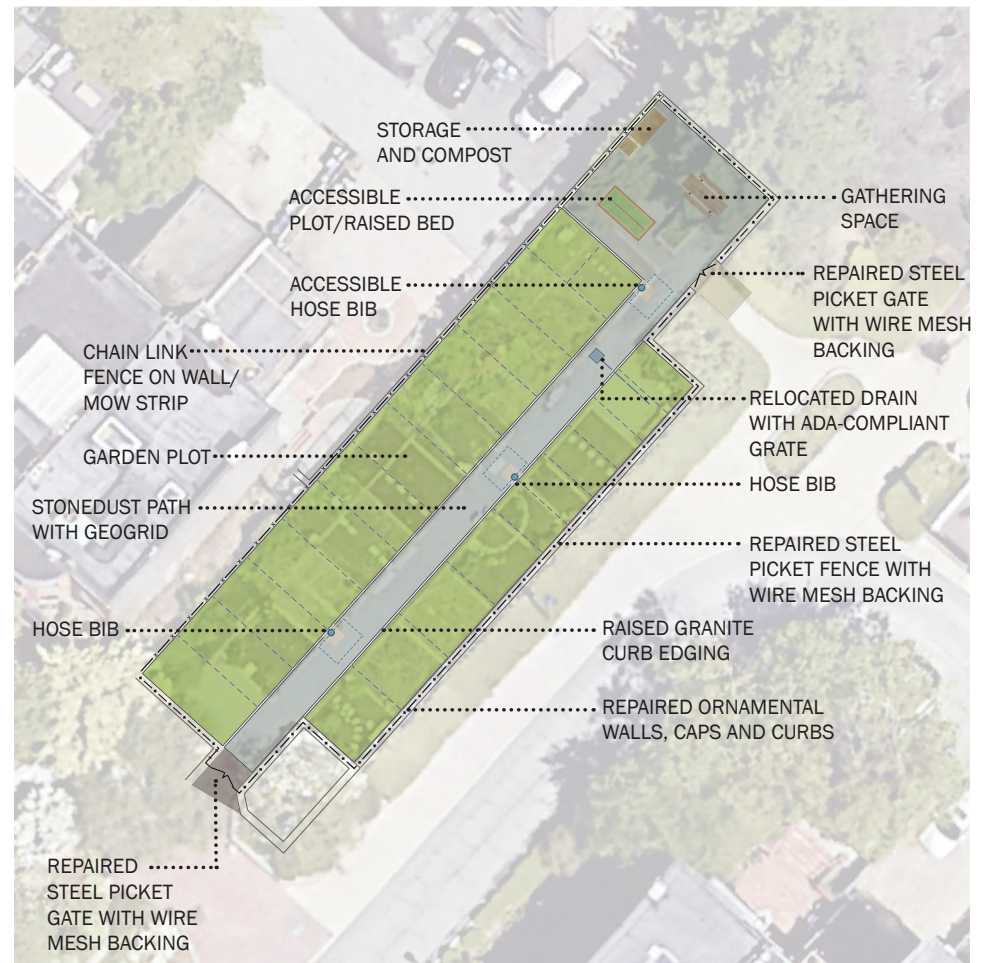 STORAGE
AND COMPOST
ACCESSIBLE
PLOT/RAISED BED
GATHERING
SPACE
ACCESSIBLE
HOSE BIB
REPAIRED STEEL
PICKET GATE
WITH WIRE MESH
BACKING
CHAIN LINK
FENCE ON WALL/
MOW STRIP
RELOCATED DRAIN
WITH ADA-COMPLIANT
GRATE
GARDEN PLOT
HOSE BIB
STONEDUST PATH
WITH GEOGRID
REPAIRED STEEL
PICKET FENCE WITH
WIRE MESH BACKING
HOSE BIB
RAISED GRANITE
CURB EDGING
REPAIRED ORNAMENTAL
WALLS, CAPS AND CURBS
REPAIRED
STEEL PICKET
GATE WITH WIRE
MESH BACKING